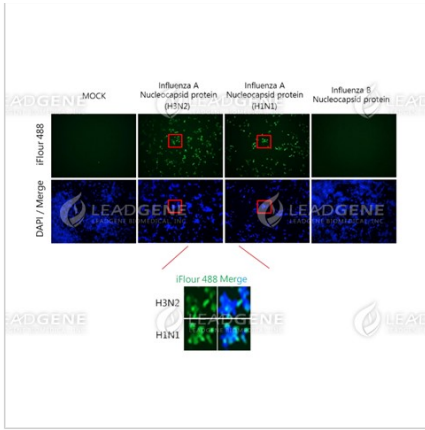 MOCK
Influenza A
Nucleocapsid protein
(H3N2)
Influenza A
Nucleocapsid protein
(H1N1)
Influenza B
Nucleocapsid protein
iFlour 488
DAPI / Merge
LEADGENE
LEADGENE
iFlour 488 Merge
H3N2
H1N1